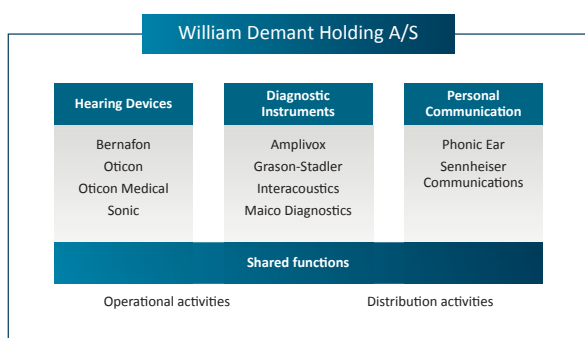 William Demant Holding A/S
Hearing Devices
Bernafon
Oticon
Oticon Medical
Sonic
Diagnostic
Instruments
Amplivox
Grason-Stadler
Interacoustics
Maico Diagnostics
Personal
Communication
Phonic Ear
Sennheiser
Communications
Shared functions
Operational activities
Distribution activities